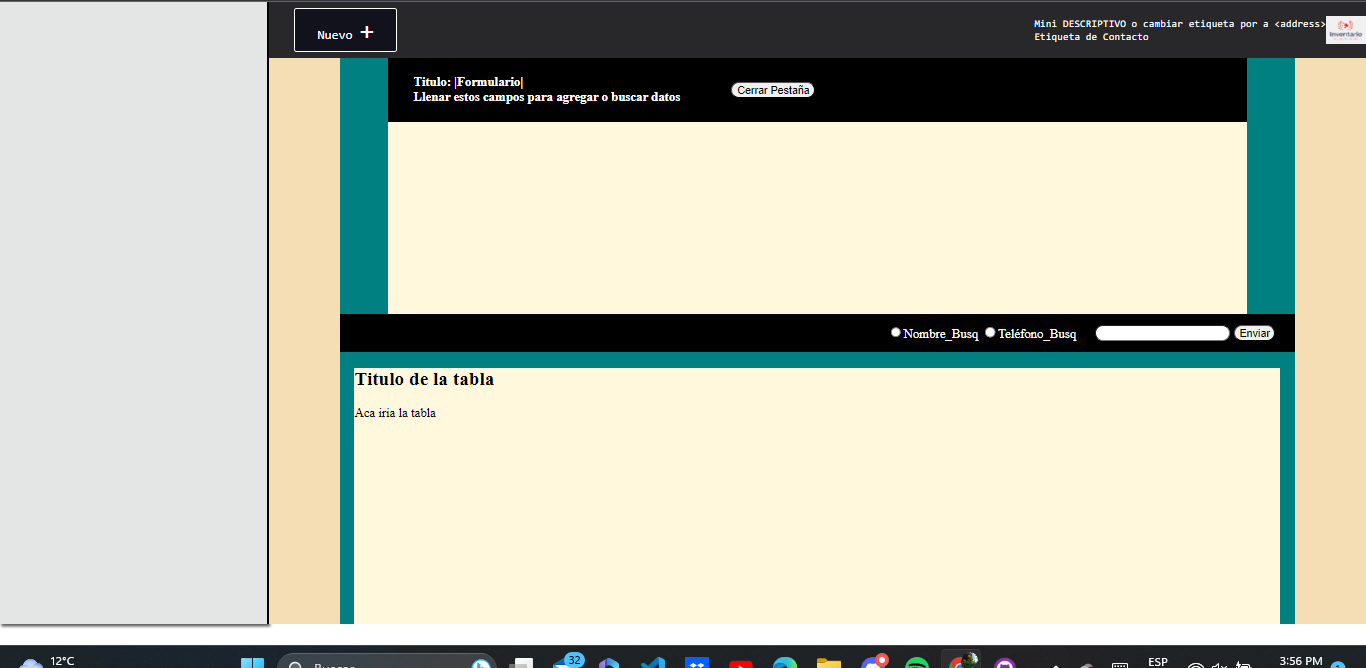 Nuevo +
Mini DESCRIPTIVO o cambiar etiqueta por a <address>
Etiqueta de Contacto
Inventario
Titulo: |Formulario|
Llenar estos campos para agregar o buscar datos
Cerrar Pestaña
Nombre_Busq Teléfono_Busq Enviar
Titulo de la tabla
Aca iria la tabla
12°C
Buscar
32
ESP
3:56 PM